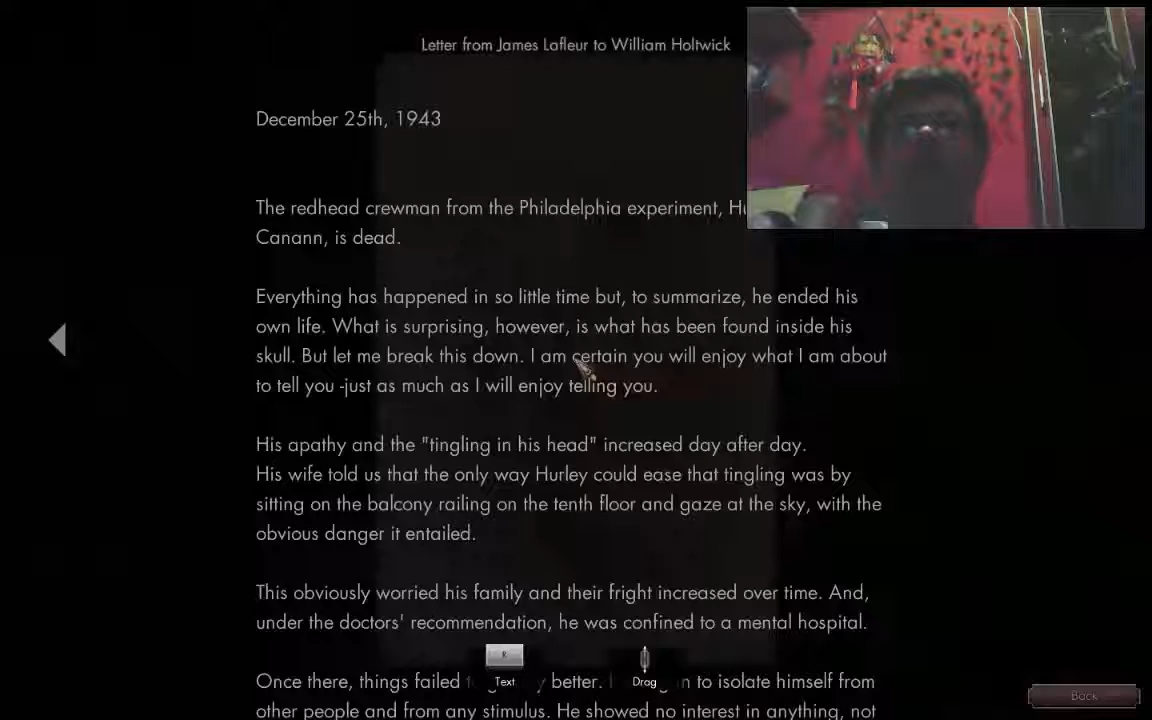 Letter from James Lafleur to William Holtwick
December 25th, 1943
The redhead crewman from the Philadelphia experiment,
Canann, is dead.
Everything has happened in so little time but, to summarize, he ended his
own life. What is surprising, however, is what has been found inside his
skull. But let me break this down. I am certain you will enjoy what I am about
to tell you -just as much as I will enjoy telling you.
His apathy and the "tingling in his head" increased day after day.
His wife told us that the only way Hurley could ease that tingling was by
sitting on the balcony railing on the tenth floor and gaze at the sky, with the
obvious danger it entailed.
This obviously worried his family and their fright increased over time. And,
under the doctors' recommendation, he was confined to a mental hospital.
Once there, things failed better. to isolate himself from
other people and from any stimulus. He showed no interest in anything, not
R
Text
Drag
Back